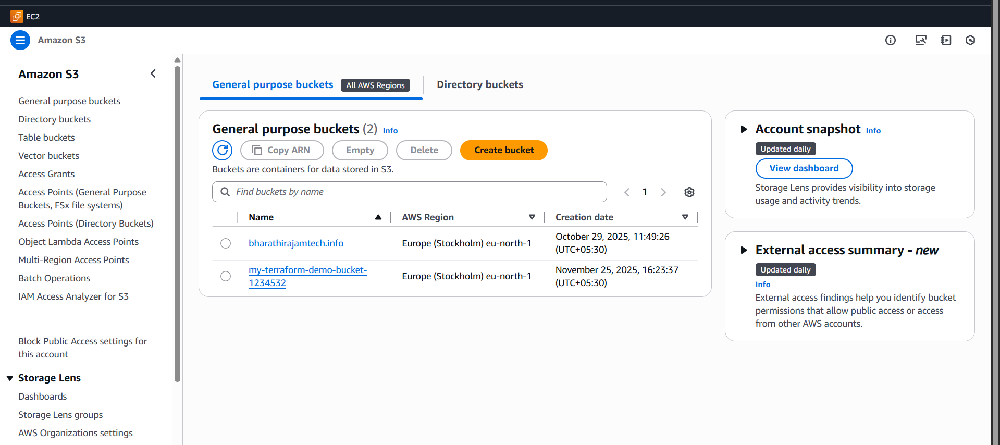 EC2
Amazon S3
Amazon S3
General purpose buckets
Directory buckets
Table buckets
Vector buckets
Access Grants
Access Points (General Purpose
Buckets, FSx file systems)
Access Points (Directory Buckets)
Object Lambda Access Points
Multi-Region Access Points
Batch Operations
IAM Access Analyzer for S3
Block Public Access settings for
this account
Storage Lens
Dashboards
Storage Lens groups
AWS Organizations settings
General purpose buckets All AWS Regions Directory buckets
General purpose buckets (2) Info
Copy ARN Empty Delete Create bucket
Buckets are containers for data stored in S3.
Find buckets by name 1
Name AWS Region Creation date
bharathirajamtech.info Europe (Stockholm) eu-north-1 October 29, 2025, 11:49:26
(UTC+05:30)
my-terraform-demo-bucket- Europe (Stockholm) eu-north-1 November 25, 2025, 16:23:37
1234532 (UTC+05:30)
Account snapshot Info
Updated daily
View dashboard
Storage Lens provides visibility into storage
usage and activity trends.
External access summary - new
Updated daily
Info
External access findings help you identify bucket
permissions that allow public access or access
from other AWS accounts.